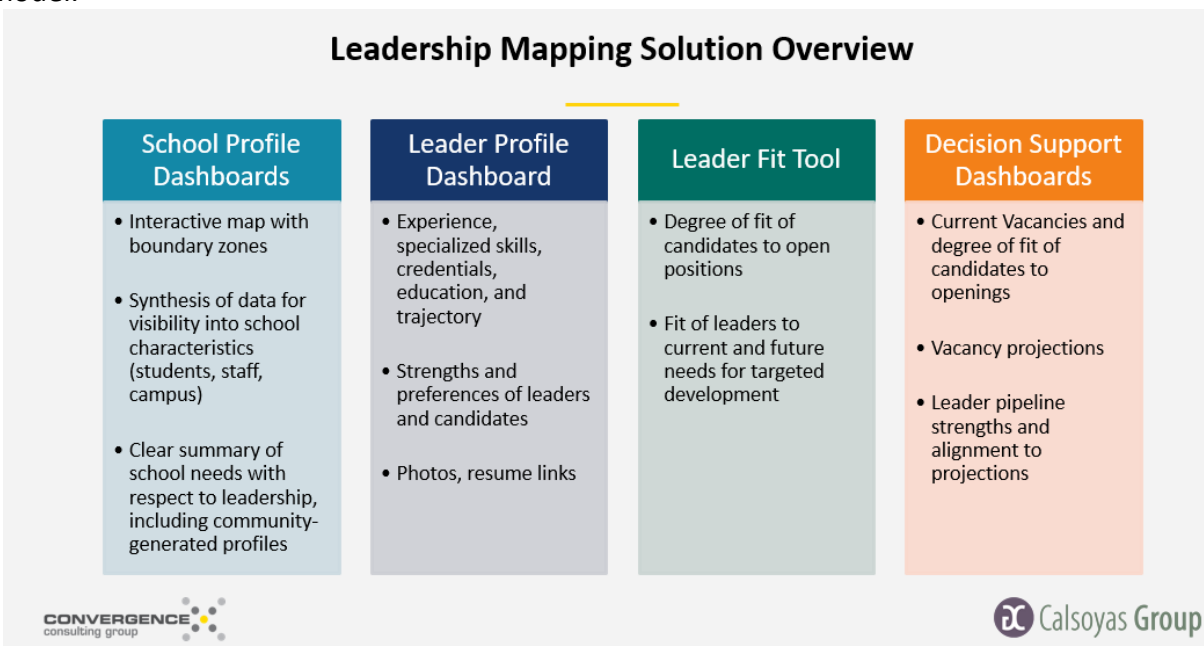 Leadership Mapping Solution Overview
School Profile
Dashboards
• Interactive map with
boundary zones
• Synthesis of data for
visibility into school
characteristics
(students, staff,
campus)
• Clear summary of
school needs with
respect to leadership,
including community-
generated profiles
Leader Profile
Dashboard
• Experience,
specialized skills,
credentials,
education, and
trajectory
• Strengths and
preferences of leaders
and candidates
• Photos, resume links
Leader Fit Tool
• Degree of fit of
candidates to open
positions
• Fit of leaders to
current and future
needs for targeted
development
Decision Support
Dashboards
• Current Vacancies and
degree of fit of
candidates to
openings
• Vacancy projections
• Leader pipeline
strengths and
alignment to
projections
CONVERGENCE
consulting group
Calsoyas Group